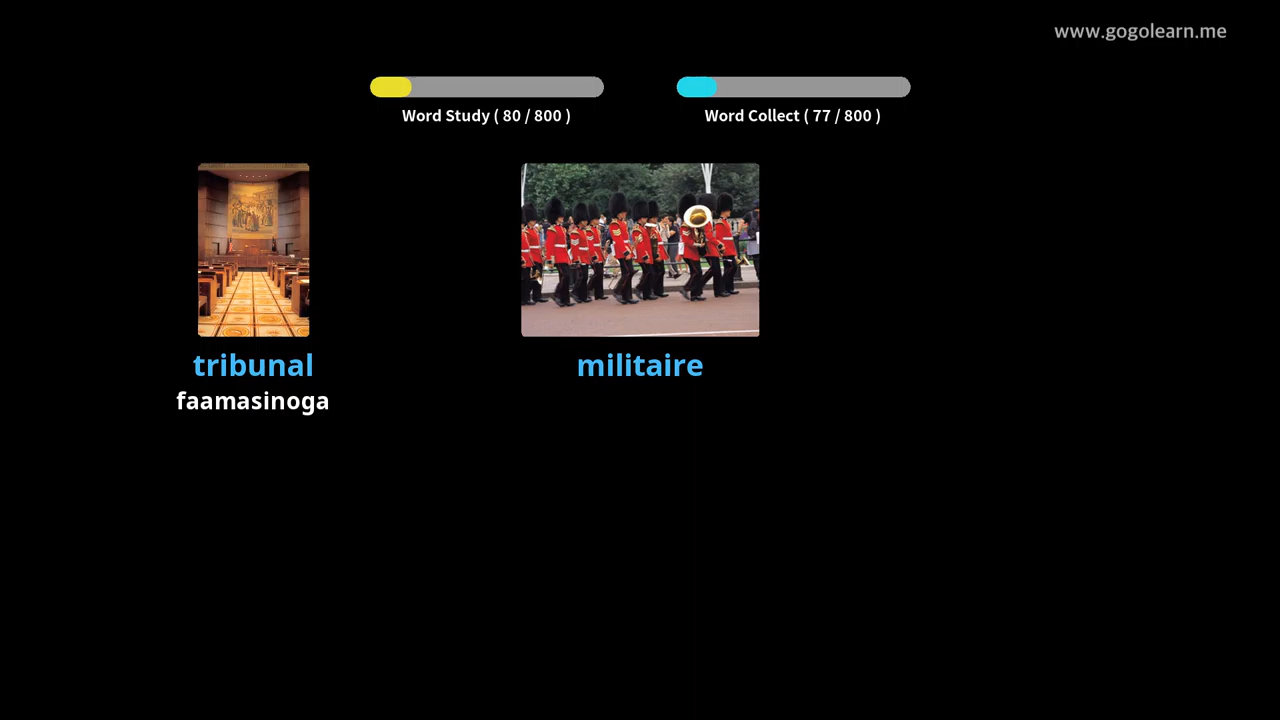 www.gogolearn.me
Word Study ( 80 / 800 )
Word Collect ( 77 / 800 )
tribunal
faamasinoga
militaire